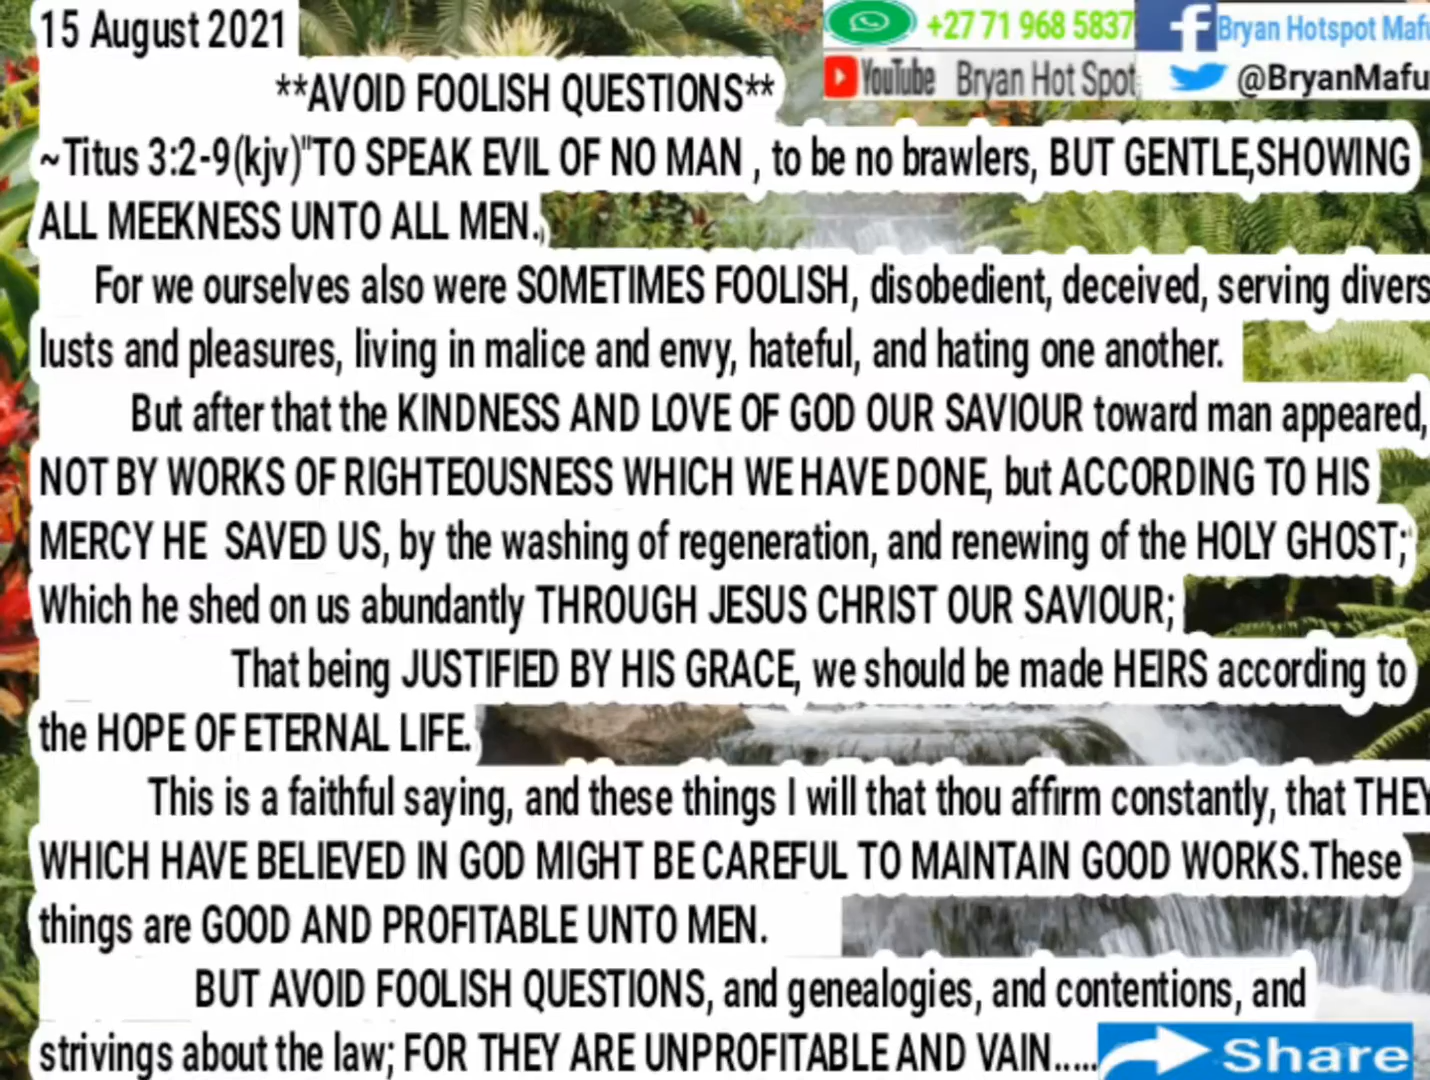 15 August 2021
+27 71 968 5837
Bryan Hotspot Maf
YouTube Bryan Hot Spot
@BryanMafu
**AVOID FOOLISH QUESTIONS**
~Titus 3:2-9(kjv)"TO SPEAK EVIL OF NO MAN , to be no brawlers, BUT GENTLE,SHOWING
ALL MEEKNESS UNTO ALL MEN.
For we ourselves also were SOMETIMES FOOLISH, disobedient, deceived, serving divers
lusts and pleasures, living in malice and envy, hateful, and hating one another.
But after that the KINDNESS AND LOVE OF GOD OUR SAVIOUR toward man appeared,
NOT BY WORKS OF RIGHTEOUSNESS WHICH WE HAVE DONE, but ACCORDING TO HIS
MERCY HE SAVED US, by the washing of regeneration, and renewing of the HOLY GHOST;
Which he shed on us abundantly THROUGH JESUS CHRIST OUR SAVIOUR;
That being JUSTIFIED BY HIS GRACE, we should be made HEIRS according to
the HOPE OF ETERNAL LIFE.
This is a faithful saying, and these things I will that thou affirm constantly, that THEY
WHICH HAVE BELIEVED IN GOD MIGHT BE CAREFUL TO MAINTAIN GOOD WORKS.These
things are GOOD AND PROFITABLE UNTO MEN.
BUT AVOID FOOLISH QUESTIONS, and genealogies, and contentions, and
strivings about the law; FOR THEY ARE UNPROFITABLE AND VAIN.....
Share